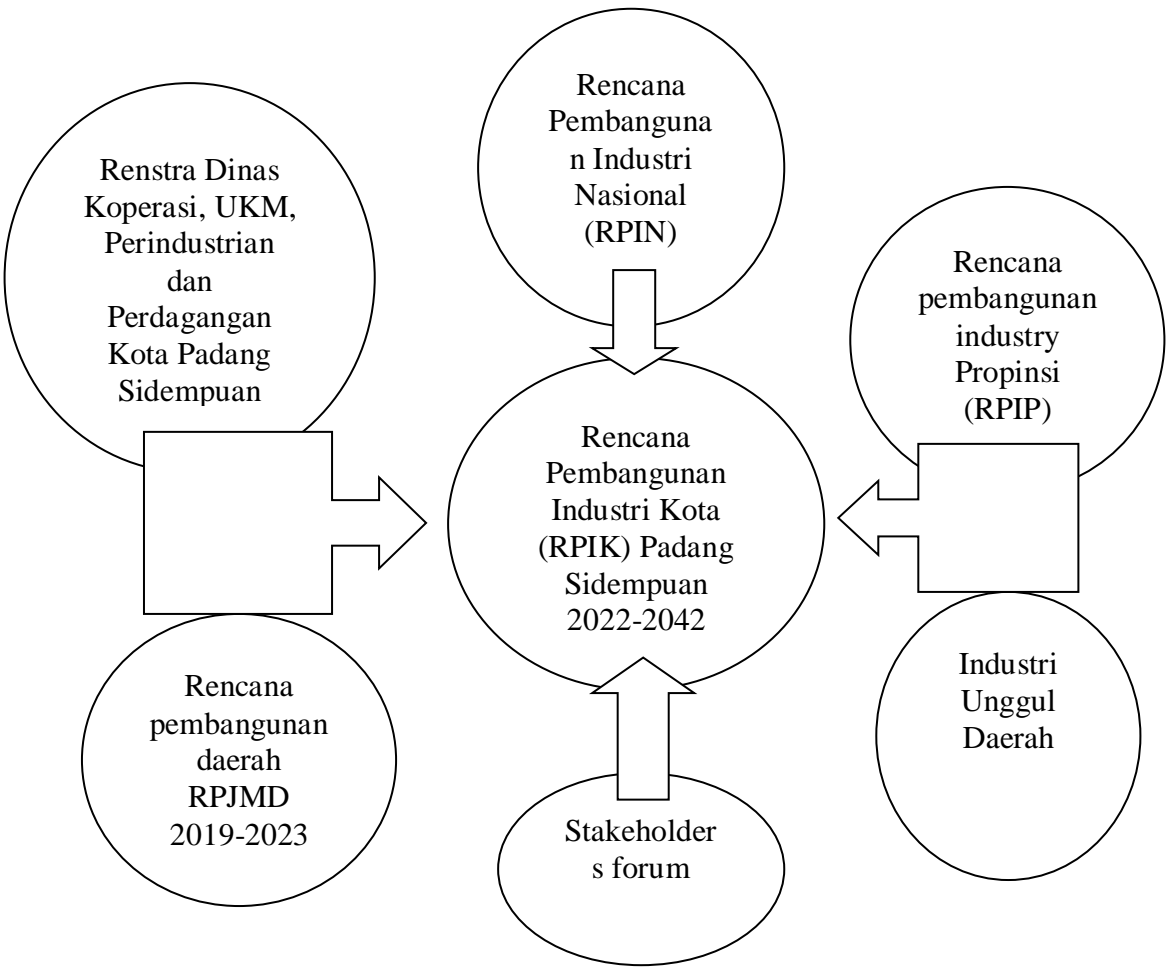 Renstra Dinas
Koperasi, UKM,
Perindustrian
dan
Perdagangan
Kota Padang
Sidempuan
Rencana
Pembanguna
n Industri
Nasional
(RPIN)
Rencana
pembangunan
industry
Propinsi
(RPIP)
Rencana
Pembangunan
Industri Kota
(RPIK) Padang
Sidempuan
2022-2042
Rencana
pembangunan
daerah
RPJMD
2019-2023
Stakeholder
s forum
Industri
Unggul
Daerah